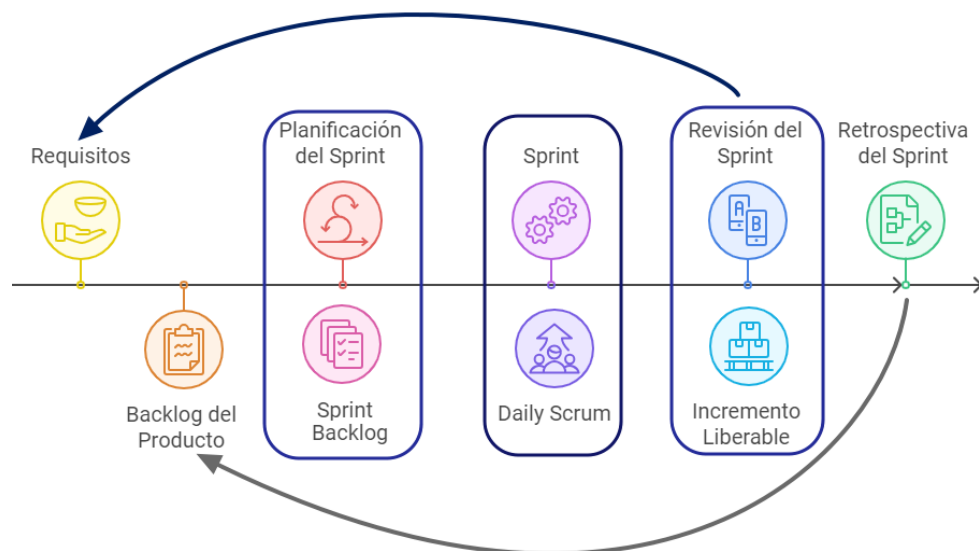 Requisitos
Planificación
del Sprint
Sprint
Revisión del
Sprint
Retrospectiva
del Sprint
A
B
Backlog del
Producto
Sprint
Backlog
Daily Scrum
Incremento
Liberable